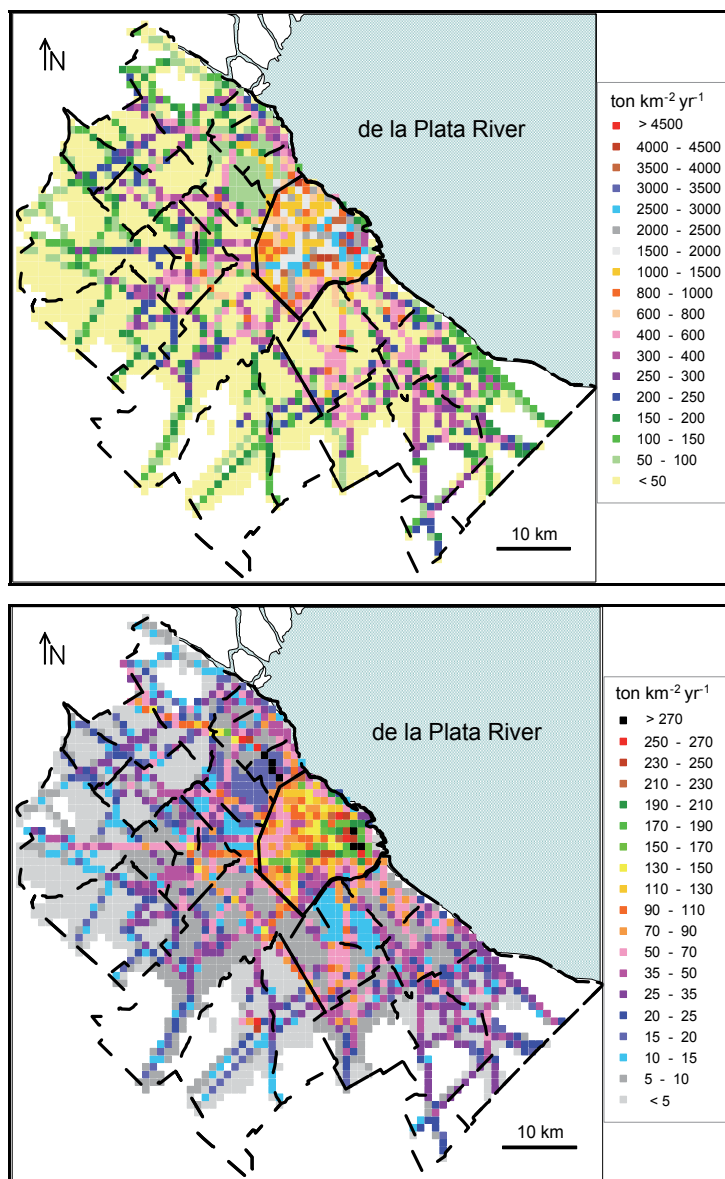 N
de la Plata River
10 km
ton km⁻² yr⁻¹
> 4500
4000 - 4500
3500 - 4000
3000 - 3500
2500 - 3000
2000 - 2500
1500 - 2000
1000 - 1500
800 - 1000
600 - 800
400 - 600
300 - 400
250 - 300
200 - 250
150 - 200
100 - 150
50 - 100
< 50
N
de la Plata River
10 km
ton km⁻² yr⁻¹
> 270
250 - 270
230 - 250
210 - 230
190 - 210
170 - 190
150 - 170
130 - 150
110 - 130
90 - 110
70 - 90
50 - 70
35 - 50
25 - 35
20 - 25
15 - 20
10 - 15
5 - 10
< 5